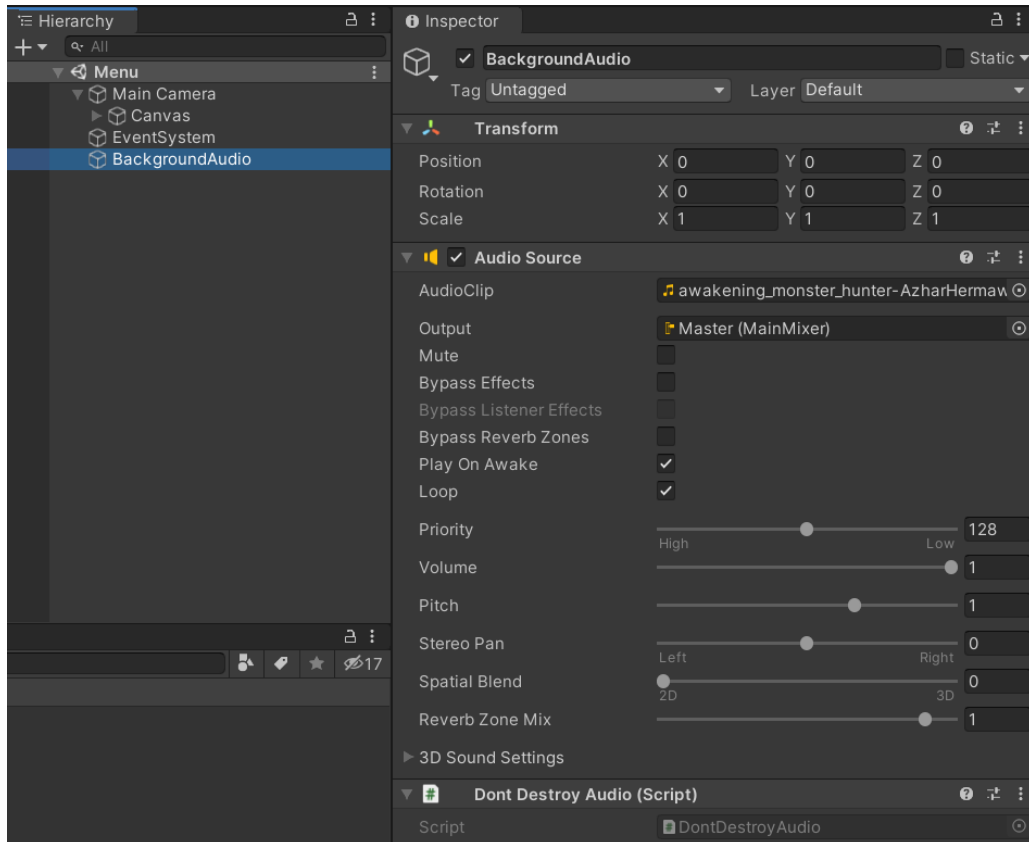 Hierarchy
All
Menu
Main Camera
Canvas
EventSystem
BackgroundAudio
17
Inspector
BackgroundAudio Static
Tag Untagged Layer Default
Transform
Position X 0 Y 0 Z 0
Rotation X 0 Y 0 Z 0
Scale X 1 Y 1 Z 1
Audio Source
AudioClip awakening_monster_hunter-AzharHermaw
Output Master (MainMixer)
Mute
Bypass Effects
Bypass Listener Effects
Bypass Reverb Zones
Play On Awake
Loop
Priority 128
High Low
Volume 1
Pitch 1
Stereo Pan 0
Left Right
Spatial Blend 0
2D 3D
Reverb Zone Mix 1
3D Sound Settings
# Dont Destroy Audio (Script)
Script # DontDestroyAudio